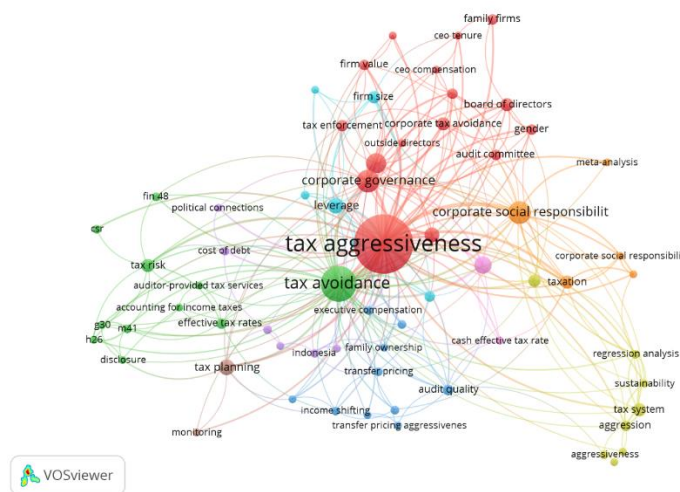 family firms
ceo tenure
firm value
ceo compensation
firm size
board of directors
tax enforcement
corporate tax avoidance
gender
outside directors
audit committee
meta-analysis
corporate governance
fin 48
political connections
leverage
corporate social responsibilit
csr
tax aggressiveness
cost of debt
corporate social responsibili
tax risk
tax avoidance
taxation
auditor-provided tax services
accounting for income taxes
executive compensation
g30
m41
effective tax rates
h26
cash effective tax rate
disclosure
indonesia
family ownership
regression analysis
tax planning
transfer pricing
audit quality
sustainability
income shifting
tax system
monitoring
transfer pricing aggressivenes
aggression
aggressiveness
VOSviewer